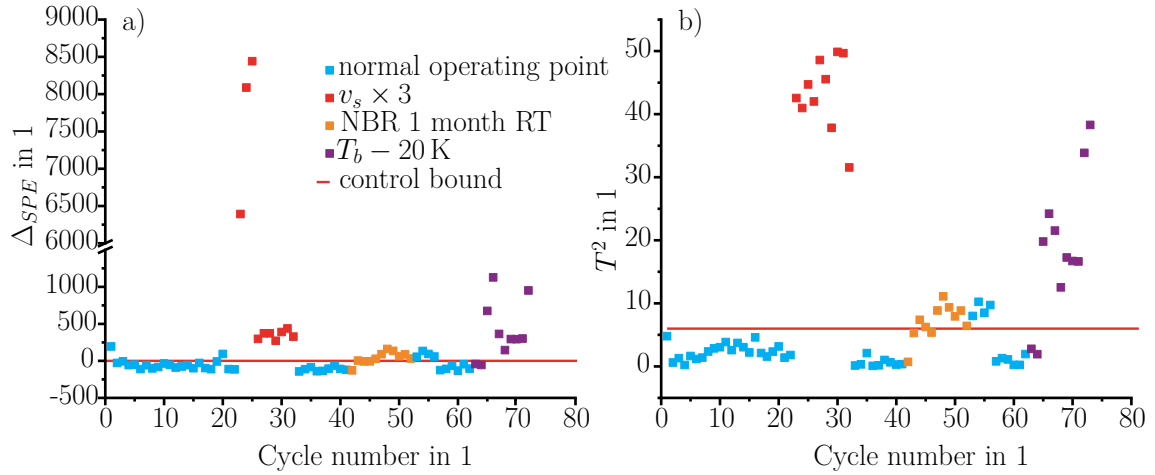 a)
9000
8500
8000
7500
7000
6500
6000
1000
500
0
-500
Δ_SPE in 1
normal operating point
v_s × 3
NBR 1 month RT
T_b − 20 K
control bound
0 10 20 30 40 50 60 70 80
Cycle number in 1
b)
50
40
30
20
10
0
T² in 1
0 10 20 30 40 50 60 70 80
Cycle number in 1